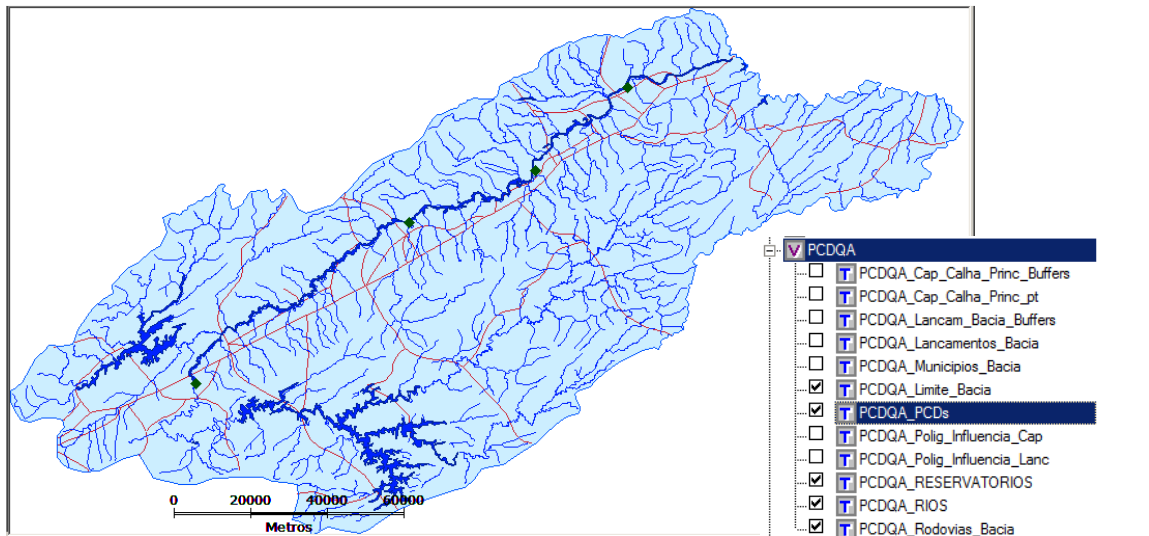 PCDQA
PCDQA_Cap_Calha_Princ_Buffers
PCDQA_Cap_Calha_Princ_pt
PCDQA_Lancam_Bacia_Buffers
PCDQA_Lancamentos_Bacia
PCDQA_Municipios_Bacia
PCDQA_Limite_Bacia
PCDQA_PCDs
PCDQA_Polig_Influencia_Cap
PCDQA_Polig_Influencia_Lanc
PCDQA_RESERVATORIOS
PCDQA_RIOS
PCDQA_Rodovias_Bacia
0 20000 40000 60000
Metros